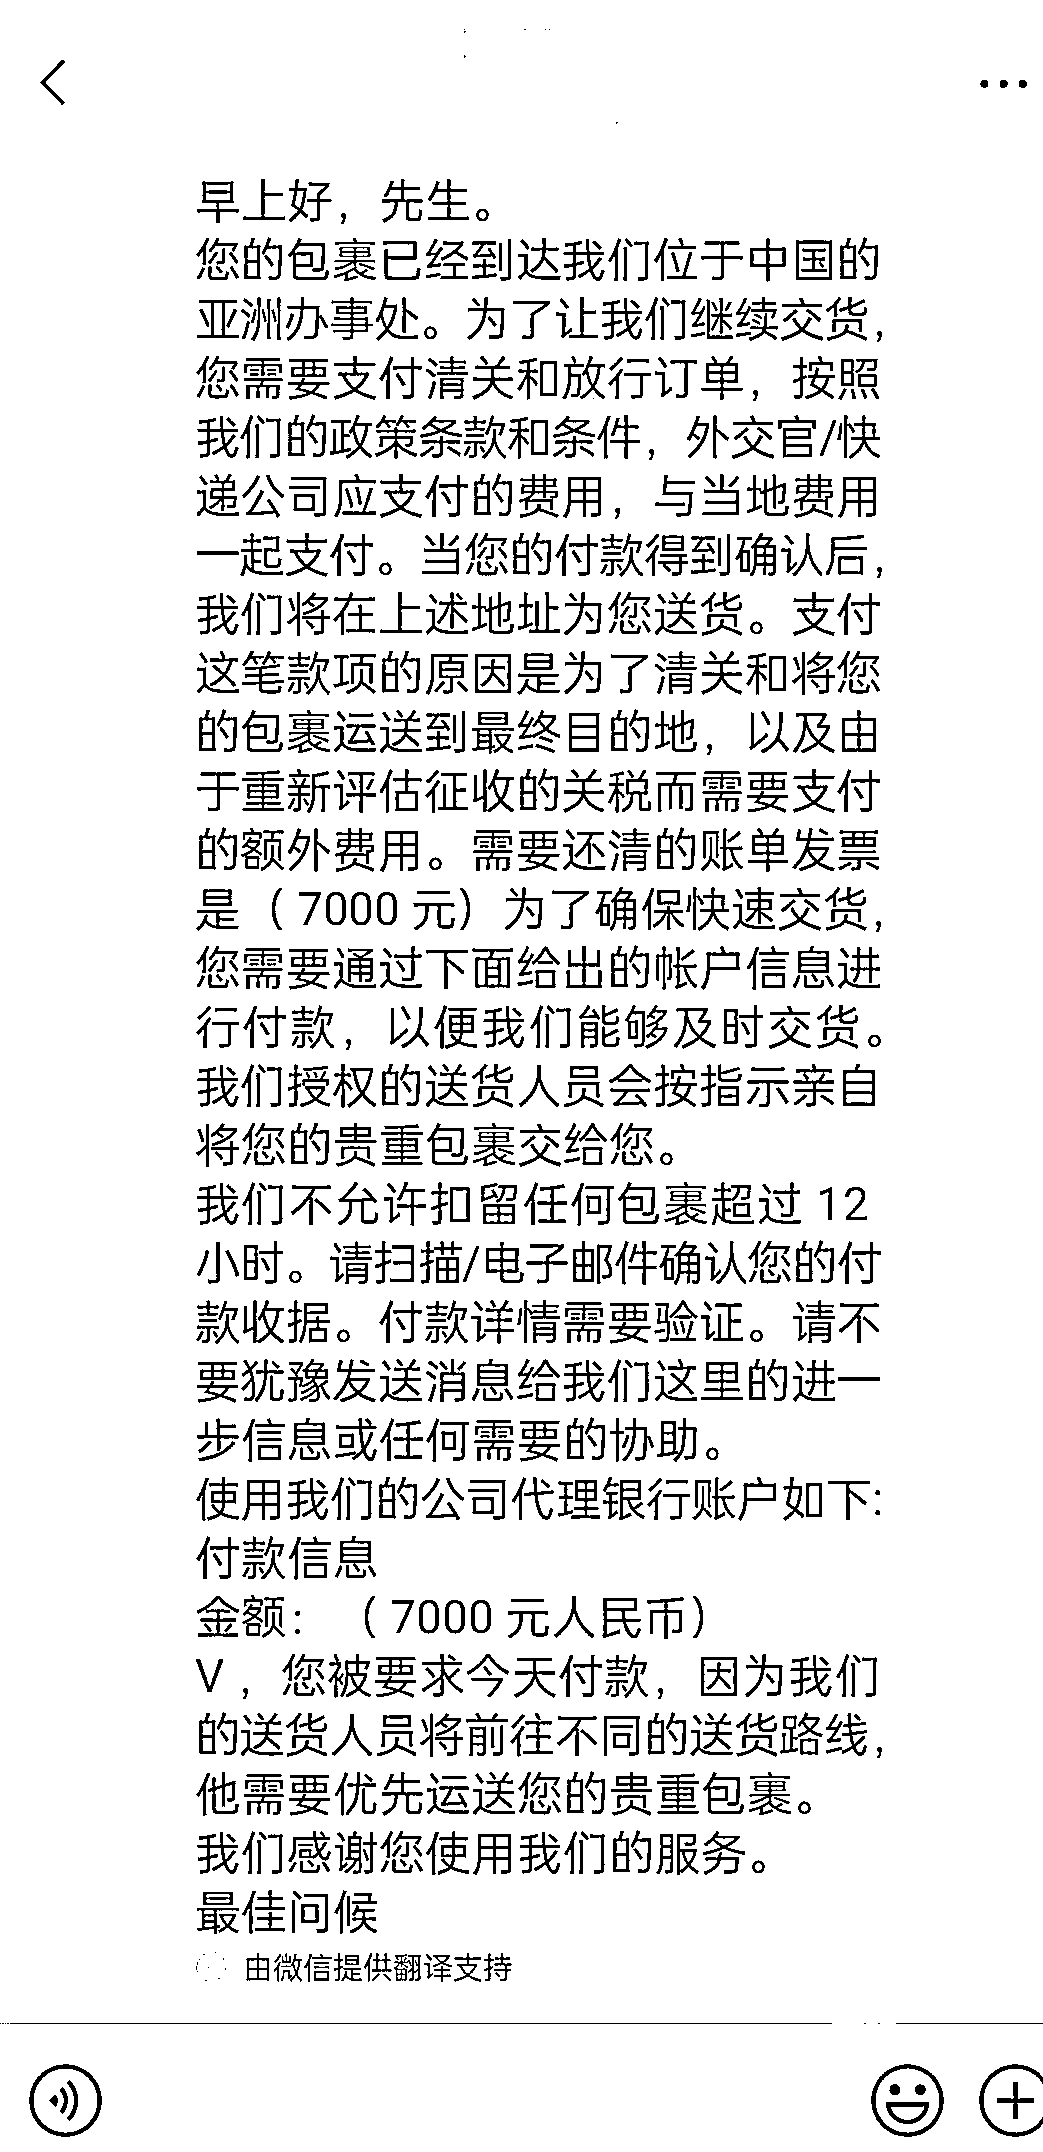 早上好，先生。
您的包裹已经到达我们位于中国的
亚洲办事处。为了让我们继续交货，
您需要支付清关和放行订单，按照
我们的政策条款和条件，外交官/快
递公司应支付的费用，与当地费用
一起支付。当您的付款得到确认后，
我们将在上述地址为您送货。支付
这笔款项的原因是为了清关和将您
的包裹运送到最终目的地，以及由
于重新评估征收的关税而需要支付
的额外费用。需要还清的账单发票
是（7000 元）为了确保快速交货，
您需要通过下面给出的帐户信息进
行付款，以便我们能够及时交货。
我们授权的送货人员会按指示亲自
将您的贵重包裹交给您。
我们不允许扣留任何包裹超过 12
小时。请扫描/电子邮件确认您的付
款收据。付款详情需要验证。请不
要犹豫发送消息给我们这里的进一
步信息或任何需要的协助。
使用我们的公司代理银行账户如下:
付款信息
金额：（7000 元人民币）
V ，您被要求今天付款，因为我们
的送货人员将前往不同的送货路线，
他需要优先运送您的贵重包裹。
我们感谢您使用我们的服务。
最佳问候
由微信提供翻译支持